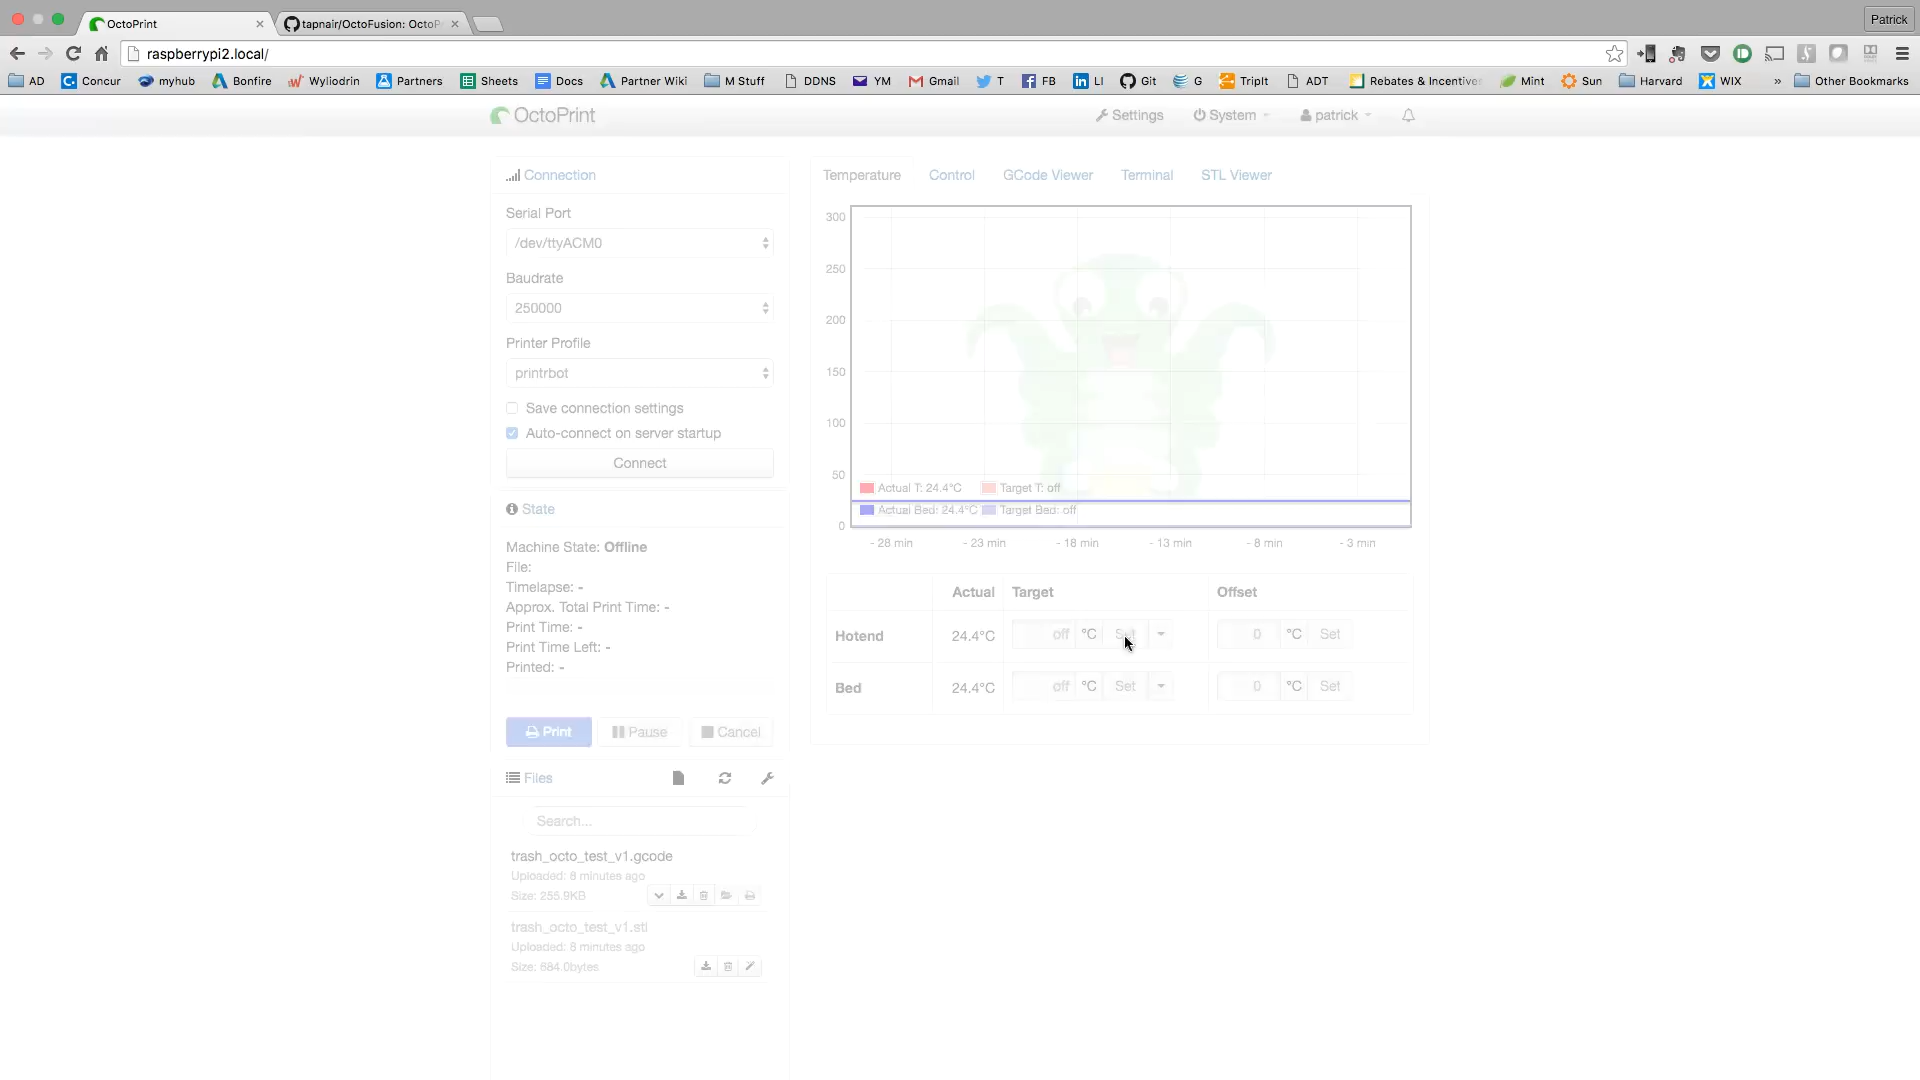 OctoPrint
tapnair/OctoFusion: OctoP
Patrick
raspberrypi2.local/
AD
Concur
myhub
Bonfire
Wyliodrin
Partners
Sheets
Docs
Partner Wiki
M Stuff
DDNS
YM
Gmail
T
FB
LI
Git
G
TripIt
ADT
Rebates & Incentives
Mint
Sun
Harvard
WIX
»
Other Bookmarks
OctoPrint
Settings
System
patrick
Connection
Serial Port
/dev/ttyACM0
Baudrate
250000
Printer Profile
printrbot
Save connection settings
Auto-connect on server startup
Connect
State
Machine State: Offline
File:
Timelapse: -
Approx. Total Print Time: -
Print Time: -
Print Time Left: -
Printed: -
Print
Pause
Cancel
Files
Search...
trash_octo_test_v1.gcode
Uploaded: 8 minutes ago
Size: 255.9KB
trash_octo_test_v1.stl
Uploaded: 8 minutes ago
Size: 684.0bytes
Temperature
Control
GCode Viewer
Terminal
STL Viewer
300
250
200
150
100
50
0
Actual T: 24.4°C
Target T: off
Actual Bed: 24.4°C
Target Bed: off
- 28 min
- 23 min
- 18 min
- 13 min
- 8 min
- 3 min
Actual
Target
Offset
Hotend
24.4°C
off
°C
Set
0
°C
Set
Bed
24.4°C
off
°C
Set
0
°C
Set